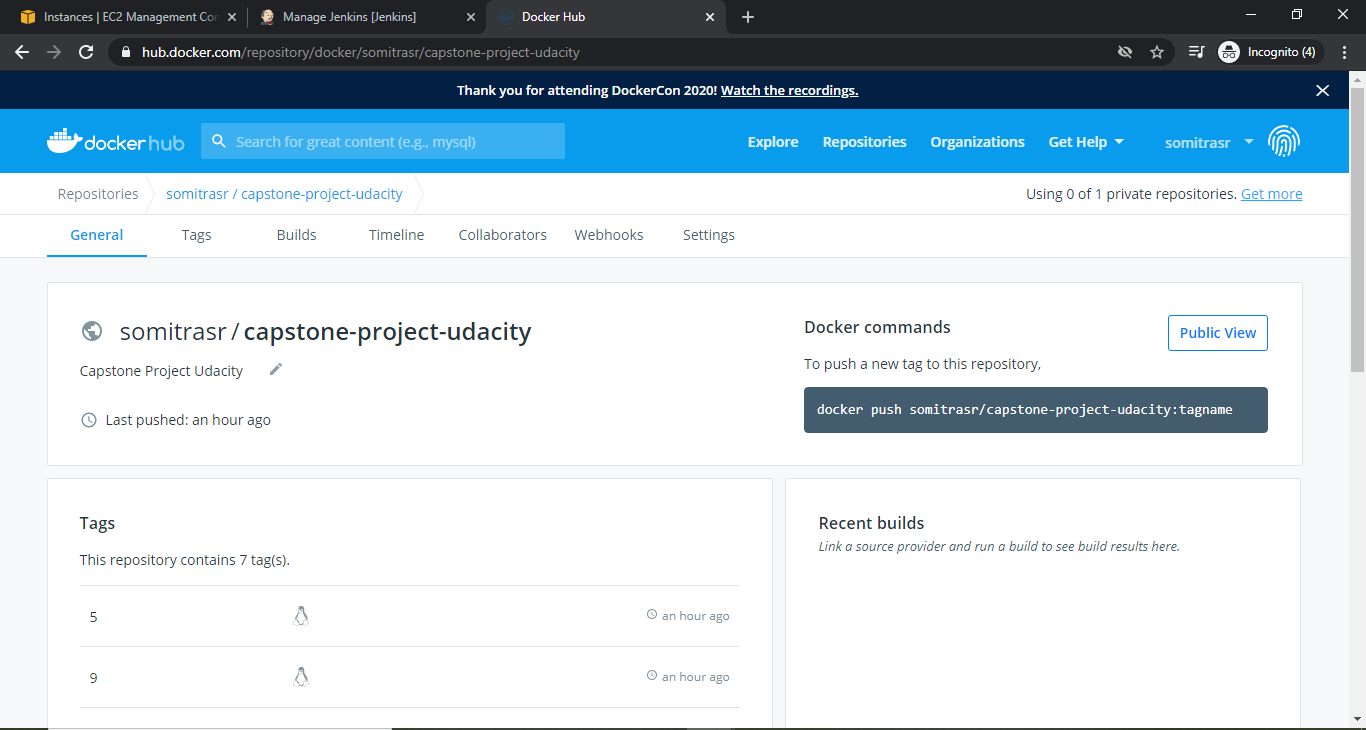 Instances | EC2 Management Con
Manage Jenkins [Jenkins]
Docker Hub
hub.docker.com/repository/docker/somitrasr/capstone-project-udacity
Incognito (4)
Thank you for attending DockerCon 2020! Watch the recordings.
docker hub
Search for great content (e.g., mysql)
Explore
Repositories
Organizations
Get Help
somitrasr
Repositories
somitrasr / capstone-project-udacity
Using 0 of 1 private repositories. Get more
General
Tags
Builds
Timeline
Collaborators
Webhooks
Settings
somitrasr / capstone-project-udacity
Capstone Project Udacity
Last pushed: an hour ago
Docker commands
Public View
To push a new tag to this repository,
docker push somitrasr/capstone-project-udacity:tagname
Tags
This repository contains 7 tag(s).
5
an hour ago
9
an hour ago
Recent builds
Link a source provider and run a build to see build results here.